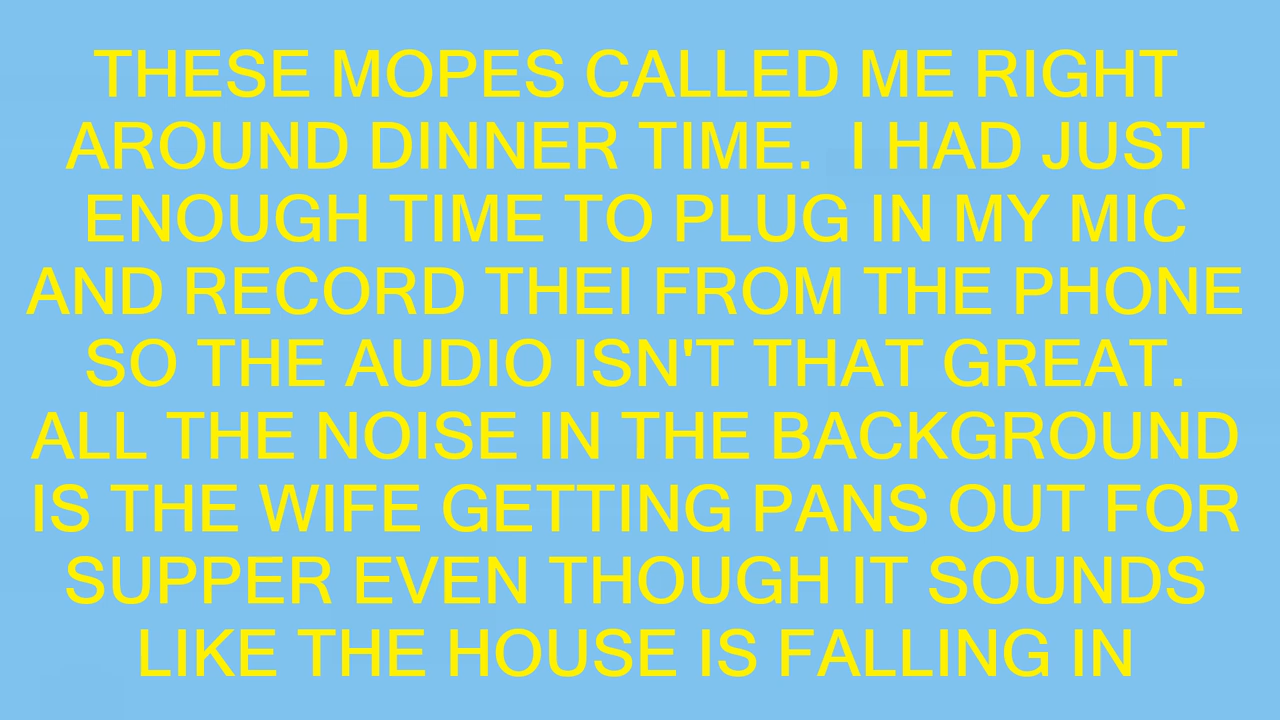 THESE MOPES CALLED ME RIGHT
AROUND DINNER TIME.  I HAD JUST
ENOUGH TIME TO PLUG IN MY MIC
AND RECORD THEI FROM THE PHONE
SO THE AUDIO ISN'T THAT GREAT.
ALL THE NOISE IN THE BACKGROUND
IS THE WIFE GETTING PANS OUT FOR
SUPPER EVEN THOUGH IT SOUNDS
LIKE THE HOUSE IS FALLING IN